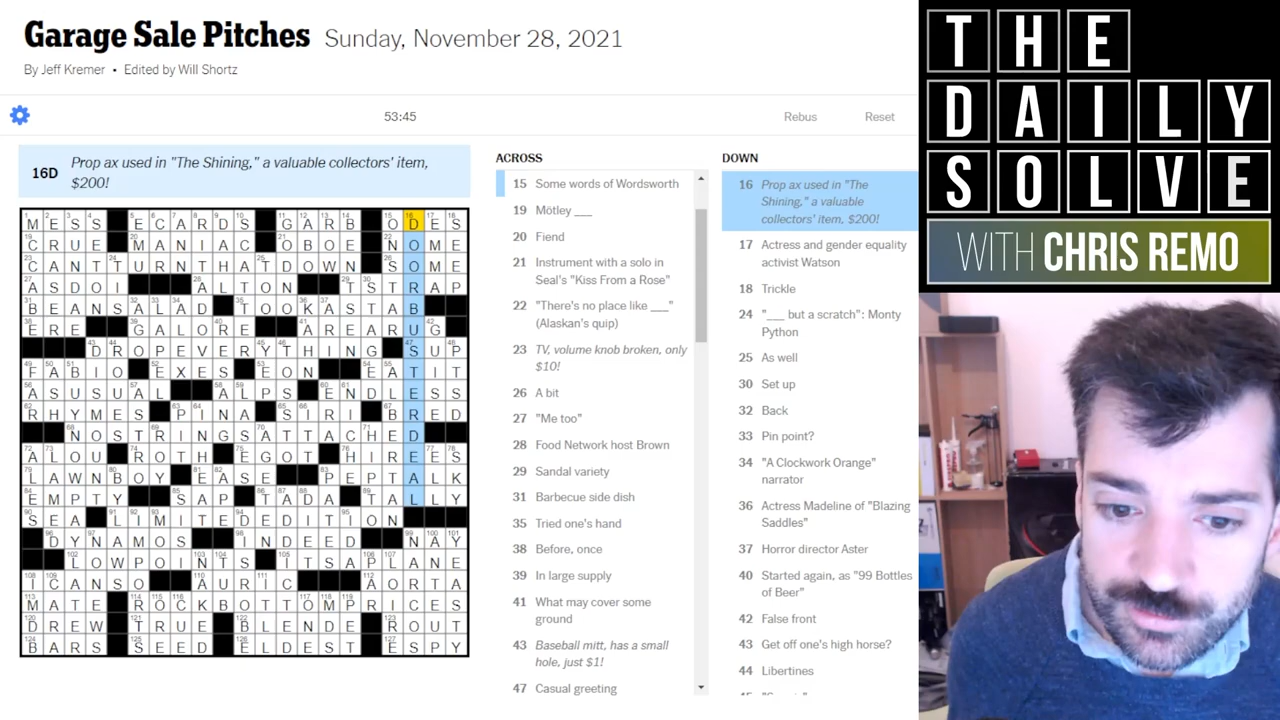 Garage Sale Pitches Sunday, November 28, 2021
By Jeff Kremer • Edited by Will Shortz
53:45
Rebus
Reset
16D
Prop ax used in "The Shining," a valuable collectors' item,
$200!
MESS ECARDS GARB ODES
CRUE MANIAC OBOE NOME
CANTTURNTHATDOWN SOME
ASDOI ALTON TSTRAP
BEANSALAD TOOKASTAB
ERE GALORE AREARUG
DROPEVERYTHING SUP
FABIO EXES EON EATIT
ASUSUAL ALPS ENDLESS
RHYMES PINA SIRI BRED
NOSTRINGSATTACHED
ALOU ROTH EGOT HIREES
LAWNBOY EASE PEPTALK
EMPTY SAP TADA TALLY
SEA LIMITEDEDITION
DYNAMOS INDEED NAY
LOWPOINTS ITSAPLANE
ICANSO AURIC AORTA
MATE ROCKBOTTOMPRICES
DREW TRUE BLENDE ROUT
BARS SEED ELDEST ESPY
ACROSS
15 Some words of Wordsworth
19 Mötley ___
20 Fiend
21 Instrument with a solo in
Seal's "Kiss From a Rose"
22 "There's no place like ___"
(Alaskan's quip)
23 TV, volume knob broken, only
$10!
26 A bit
27 "Me too"
28 Food Network host Brown
29 Sandal variety
31 Barbecue side dish
35 Tried one's hand
38 Before, once
39 In large supply
41 What may cover some
ground
43 Baseball mitt, has a small
hole, just $1!
47 Casual greeting
DOWN
16 Prop ax used in "The
Shining," a valuable
collectors' item, $200!
17 Actress and gender equality
activist Watson
18 Trickle
24 "___ but a scratch": Monty
Python
25 As well
30 Set up
32 Back
33 Pin point?
34 "A Clockwork Orange"
narrator
36 Actress Madeline of "Blazing
Saddles"
37 Horror director Aster
40 Started again, as "99 Bottles
of Beer"
42 False front
43 Get off one's high horse?
44 Libertines
THE
DAILY
SOLVE
WITH CHRIS REMO